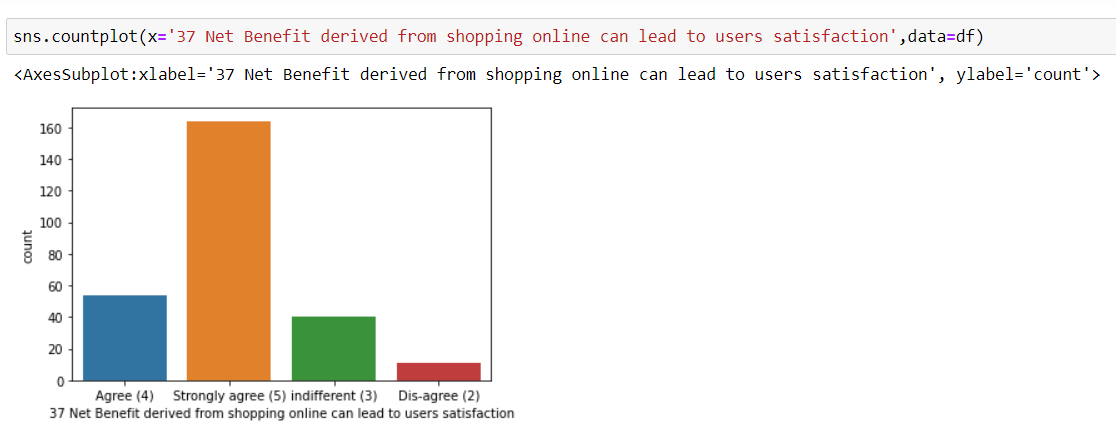 sns.countplot(x='37 Net Benefit derived from shopping online can lead to users satisfaction',data=df)
<AxesSubplot:xlabel='37 Net Benefit derived from shopping online can lead to users satisfaction', ylabel='count'>
160
140
120
100
80
60
40
20
0
count
Agree (4) Strongly agree (5) indifferent (3) Dis-agree (2)
37 Net Benefit derived from shopping online can lead to users satisfaction